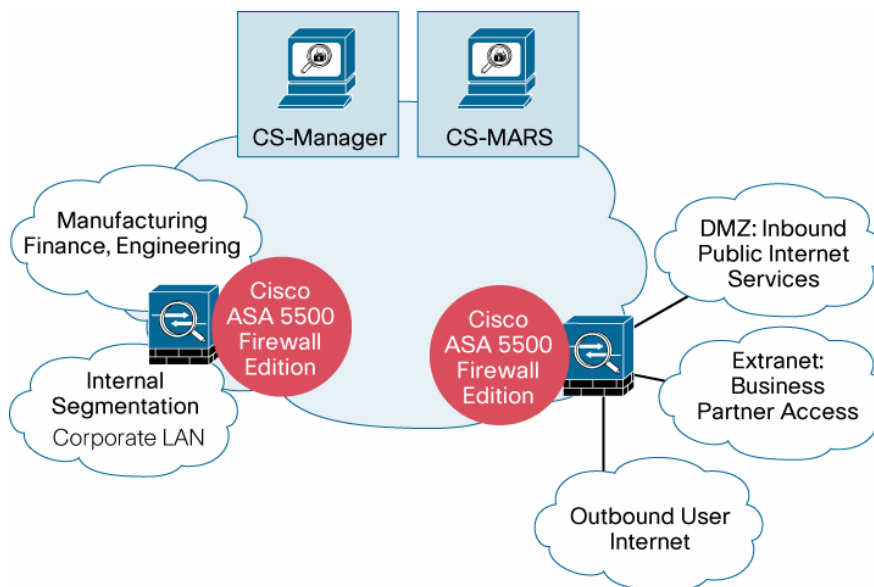 CS-Manager
CS-MARS
Manufacturing
Finance, Engineering
Cisco
ASA 5500
Firewall
Edition
Internal
Segmentation
Corporate LAN
Cisco
ASA 5500
Firewall
Edition
DMZ: Inbound
Public Internet
Services
Extranet:
Business
Partner Access
Outbound User
Internet